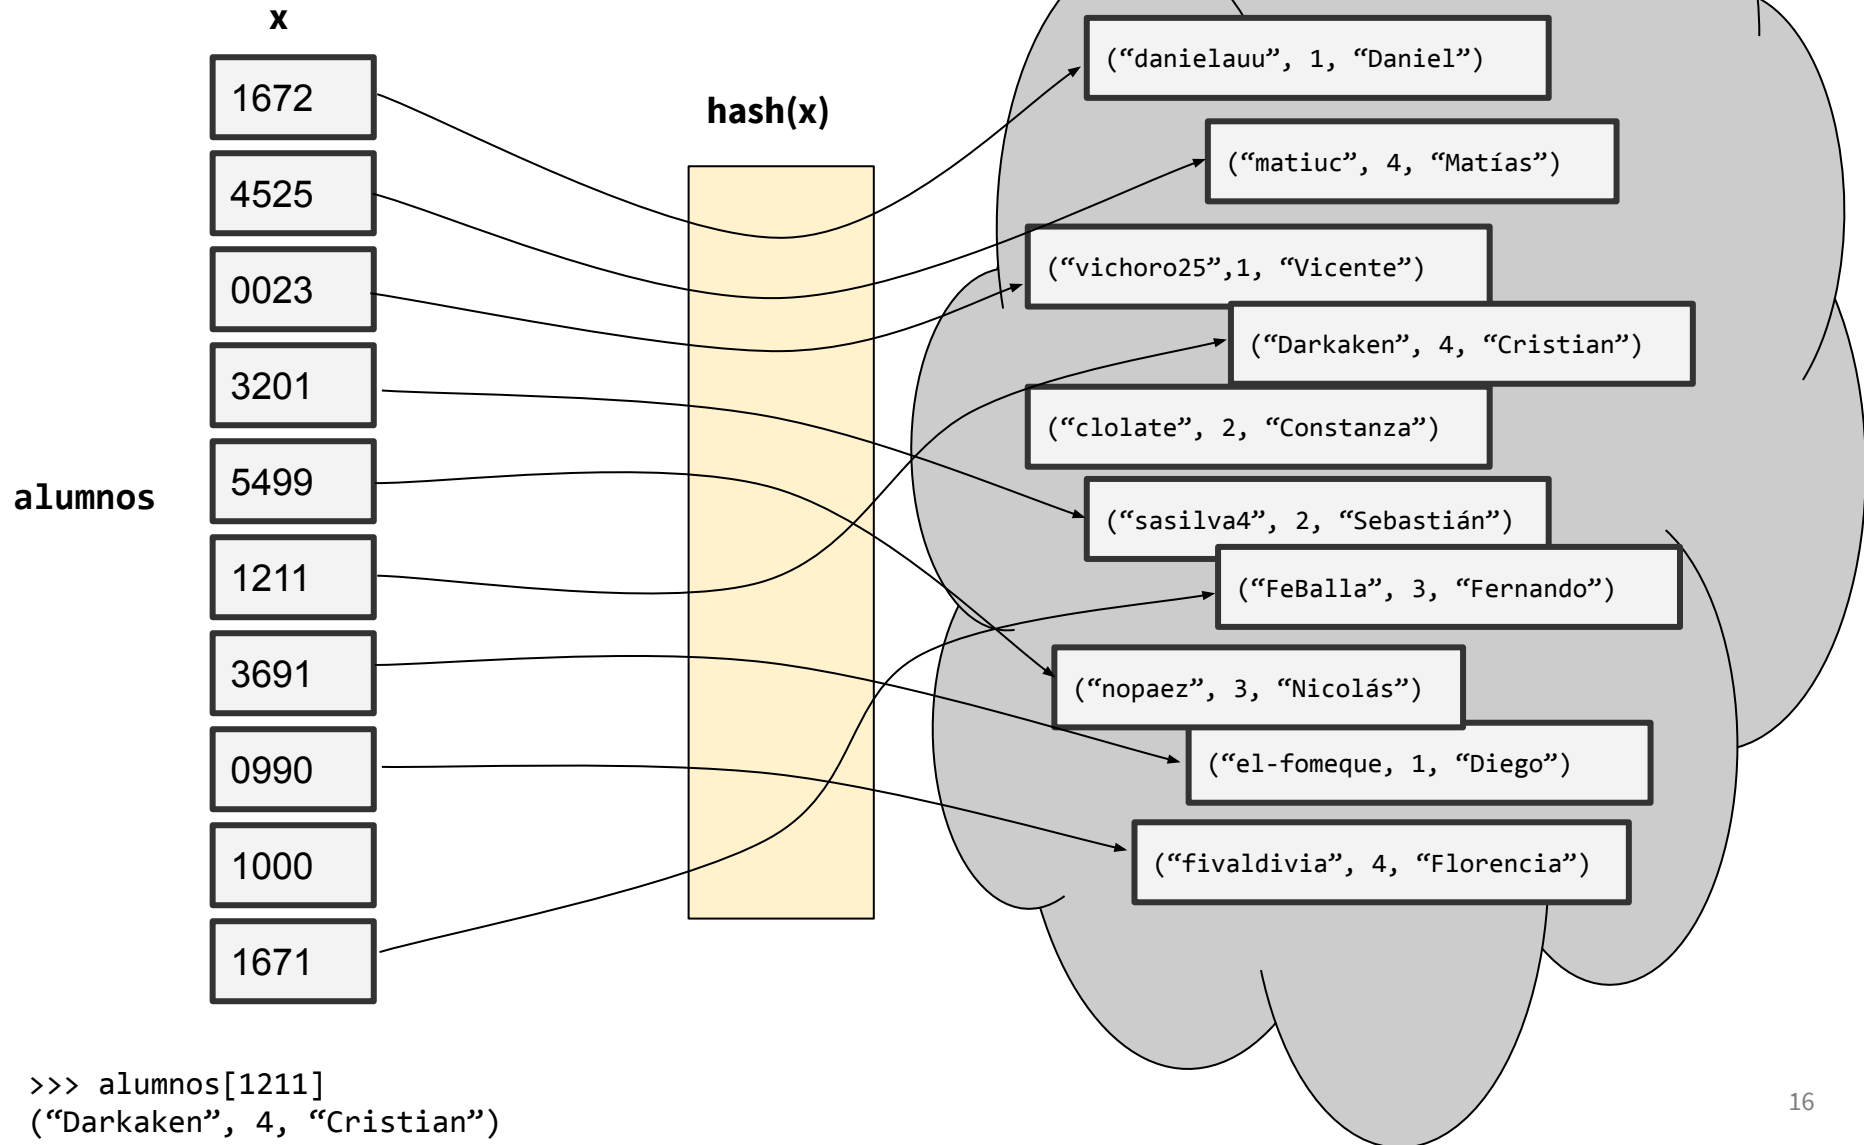 x
hash(x)
alumnos
1672
4525
0023
3201
5499
1211
3691
0990
1000
1671
(“danielauu”, 1, “Daniel”)
(“matiuc”, 4, “Matías”)
(“vichoro25”,1, “Vicente”)
(“Darkaken”, 4, “Cristian”)
(“clolate”, 2, “Constanza”)
(“sasilva4”, 2, “Sebastián”)
(“FeBalla”, 3, “Fernando”)
(“nopaez”, 3, “Nicolás”)
(“el-fomeque, 1, “Diego”)
(“fivaldivia”, 4, “Florencia”)
>>> alumnos[1211]
(“Darkaken”, 4, “Cristian”)
16